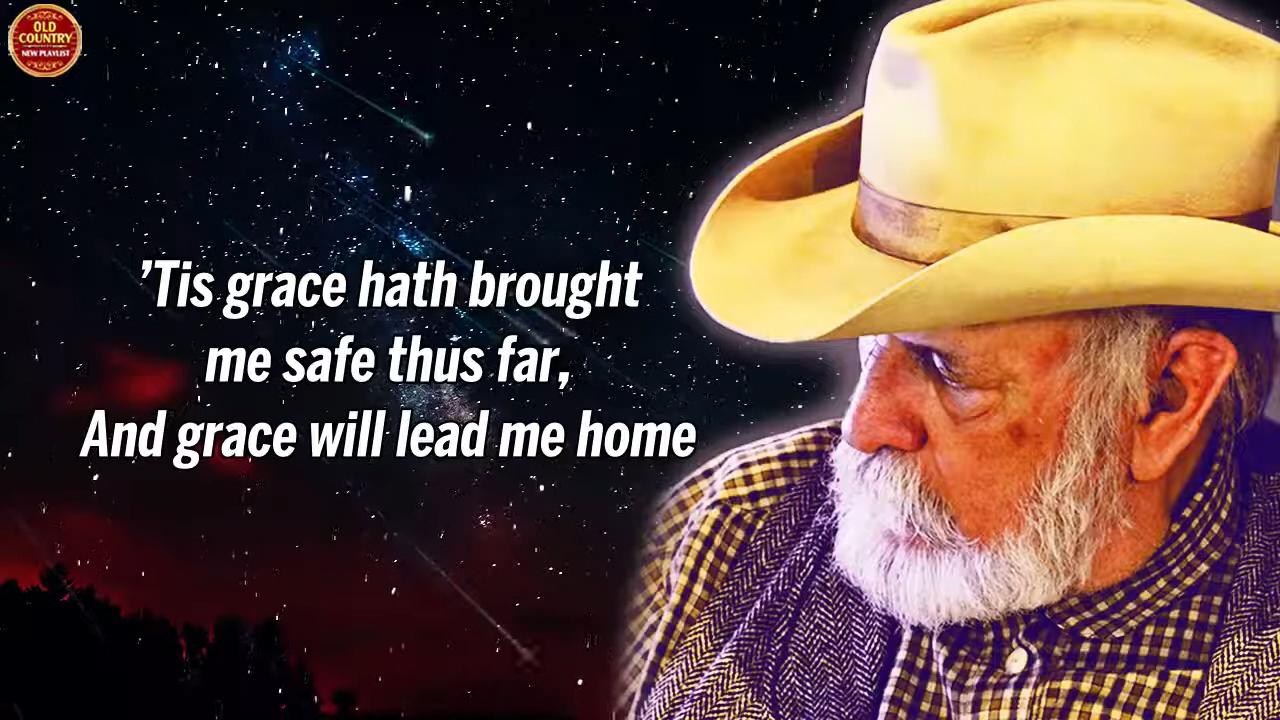 OLD
COUNTRY
NEW PLAYLIST
’Tis grace hath brought
me safe thus far,
And grace will lead me home